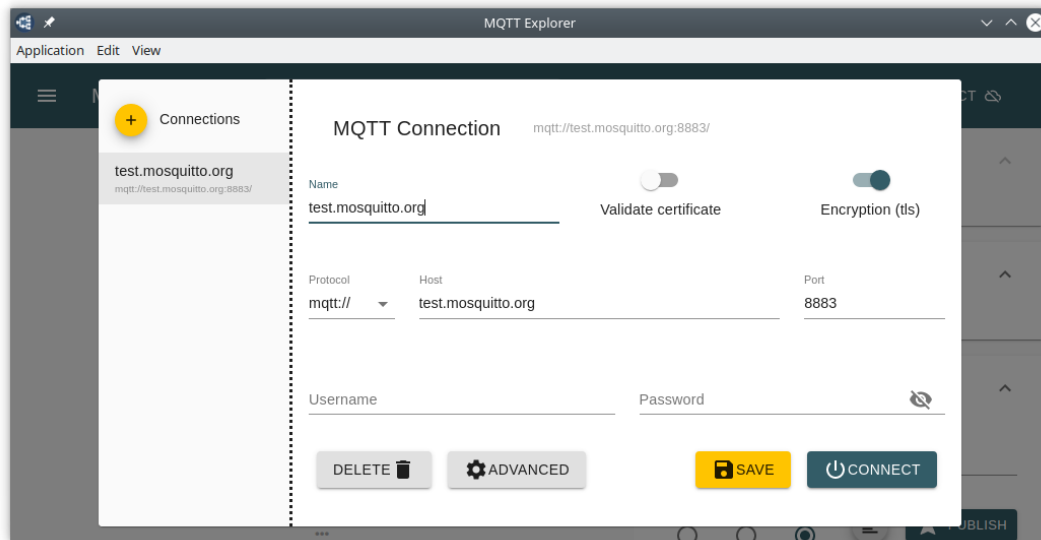 MQTT Explorer
Application Edit View
Connections
test.mosquitto.org
mqtt://test.mosquitto.org:8883/
MQTT Connection mqtt://test.mosquitto.org:8883/
Name
test.mosquitto.org
Validate certificate
Encryption (tls)
Protocol Host Port
mqtt:// test.mosquitto.org 8883
Username Password
DELETE ADVANCED SAVE CONNECT